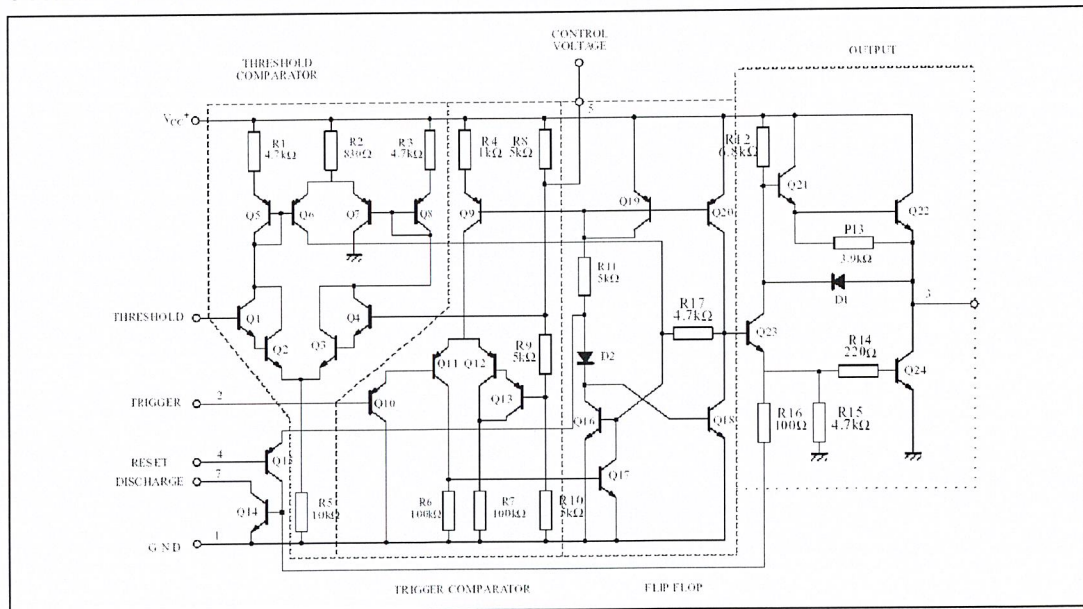 CONTROL
VOLTAGE
5
THRESHOLD
COMPARATOR
OUTPUT
VCC+
R1
4.7kΩ
R2
830Ω
R3
4.7kΩ
R4
1kΩ
R8
5kΩ
R12
6.8kΩ
Q5
Q6
Q7
Q8
Q9
Q19
Q20
Q21
Q22
R11
5kΩ
P13
3.9kΩ
D1
3
THRESHOLD
Q1
Q2
Q3
Q4
R17
4.7kΩ
Q23
R14
220Ω
Q24
R9
5kΩ
D2
Q11
Q12
Q13
TRIGGER
2
Q10
Q16
Q18
R16
100Ω
R15
4.7kΩ
RESET
4
Q15
DISCHARGE
7
Q14
Q17
R5
10kΩ
R6
100kΩ
R7
100kΩ
R10
5kΩ
GND
1
TRIGGER COMPARATOR
FLIP FLOP